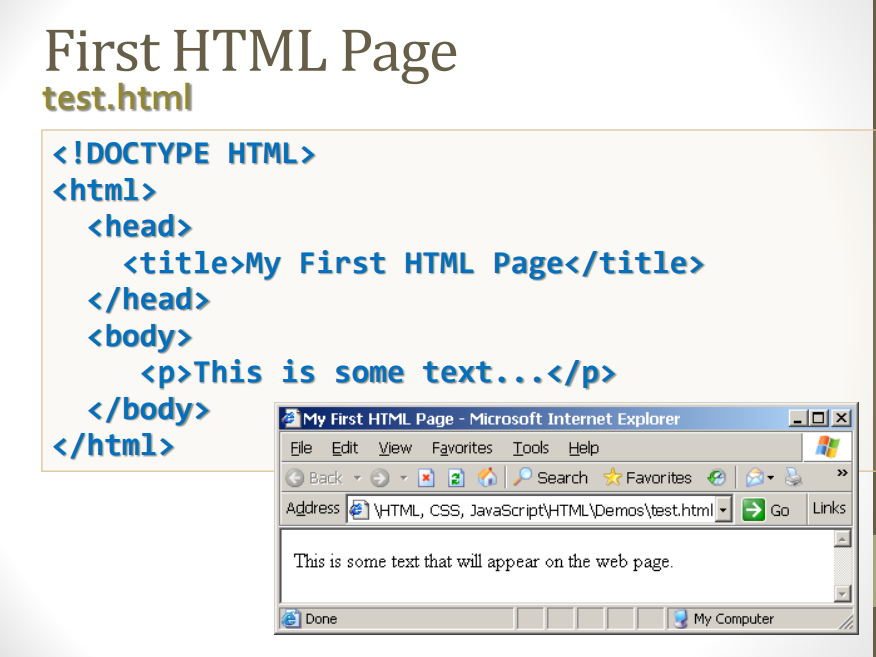 First HTML Page
test.html
<!DOCTYPE HTML>
<html>
  <head>
    <title>My First HTML Page</title>
  </head>
  <body>
     <p>This is some text...</p>
  </body>
</html>
My First HTML Page - Microsoft Internet Explorer
File Edit View Favorites Tools Help
Back Search Favorites »
Address \HTML, CSS, JavaScript\HTML\Demos\test.html Go Links
This is some text that will appear on the web page.
Done My Computer